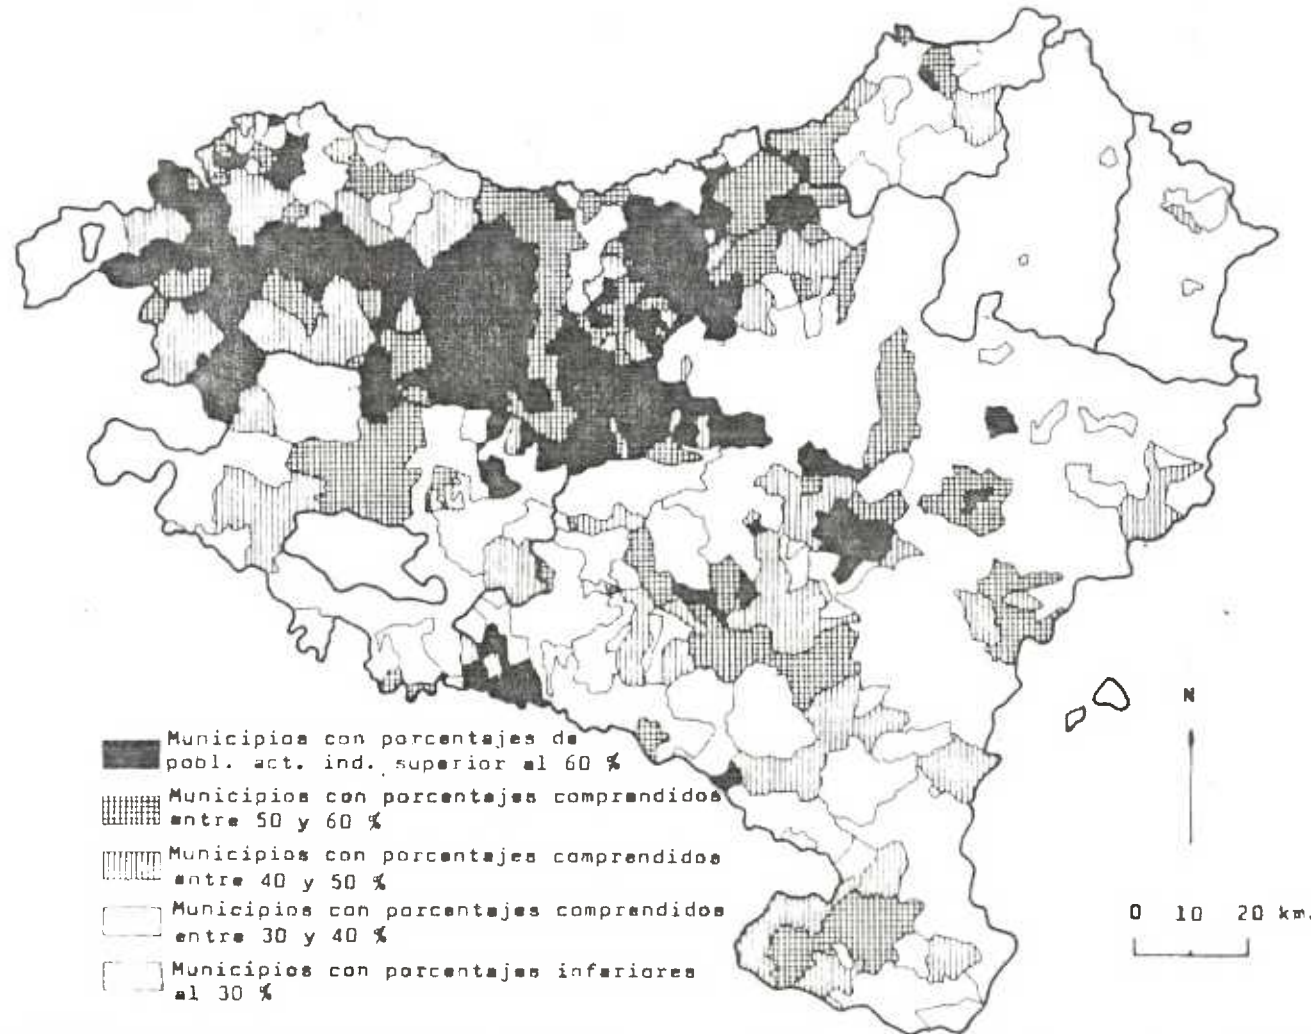 Municipios con porcentajes de
pobl. act. ind. superior al 60 %
Municipios con porcentajes comprendidos
entre 50 y 60 %
Municipios con porcentajes comprendidos
entre 40 y 50 %
Municipios con porcentajes comprendidos
entre 30 y 40 %
Municipios con porcentajes inferiores
al 30 %
N
0 10 20 km.